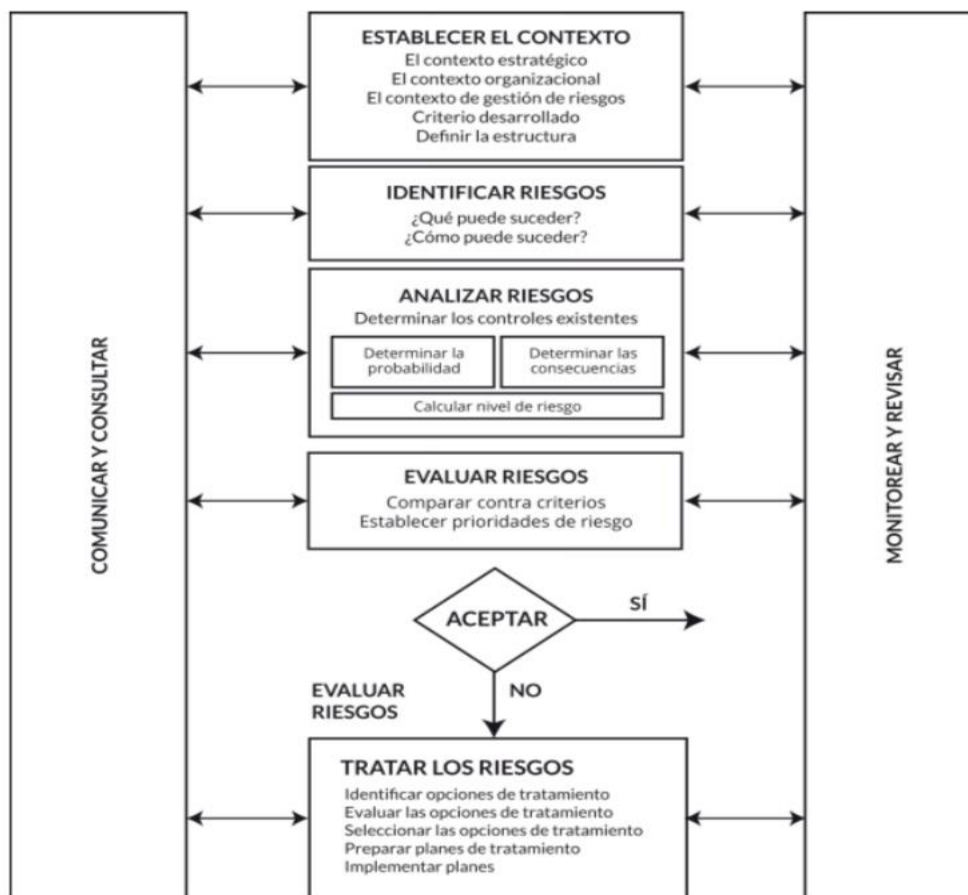 ESTABLECER EL CONTEXTO
El contexto estratégico
El contexto organizacional
El contexto de gestión de riesgos
Criterio desarrollado
Definir la estructura
IDENTIFICAR RIESGOS
¿Qué puede suceder?
¿Cómo puede suceder?
ANALIZAR RIESGOS
Determinar los controles existentes
Determinar la
probabilidad
Determinar las
consecuencias
Calcular nivel de riesgo
EVALUAR RIESGOS
Comparar contra criterios
Establecer prioridades de riesgo
ACEPTAR
SÍ
NO
EVALUAR
RIESGOS
TRATAR LOS RIESGOS
Identificar opciones de tratamiento
Evaluar las opciones de tratamiento
Seleccionar las opciones de tratamiento
Preparar planes de tratamiento
Implementar planes
COMUNICAR Y CONSULTAR
MONITOREAR Y REVISAR